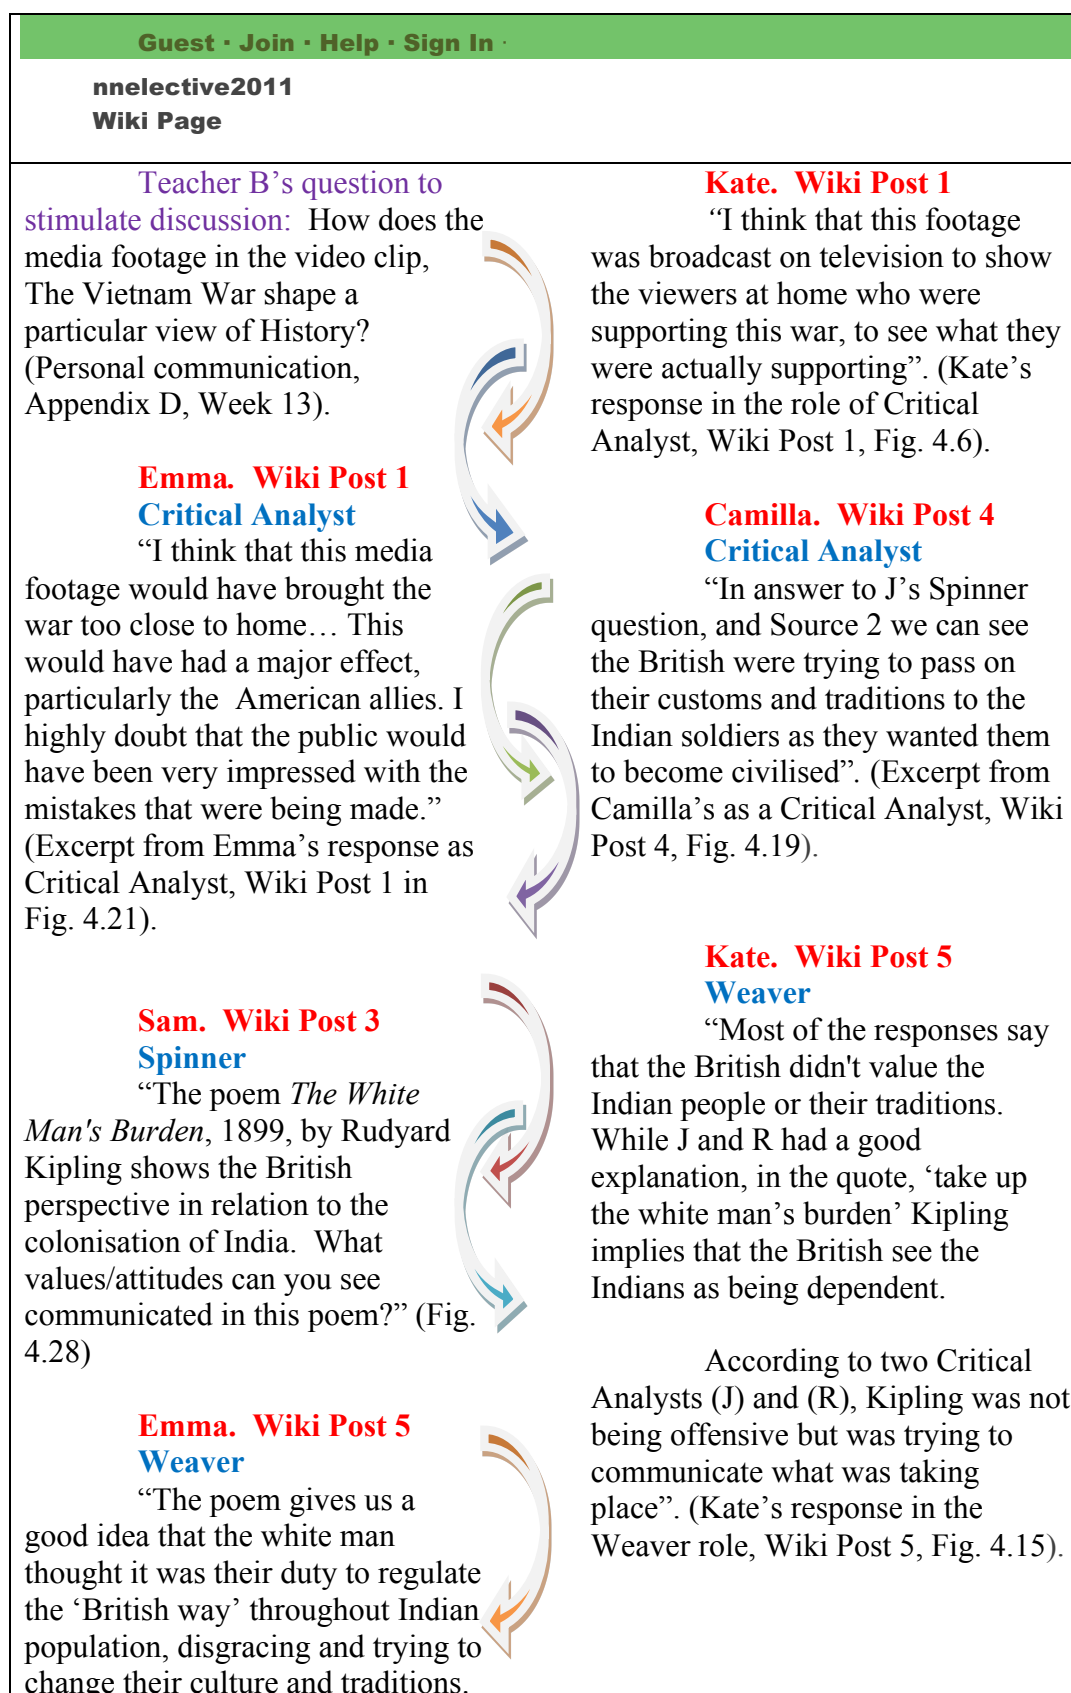 Guest · Join · Help · Sign In ·
nnelective2011
Wiki Page
Teacher B’s question to
stimulate discussion: How does the
media footage in the video clip,
The Vietnam War shape a
particular view of History?
(Personal communication,
Appendix D, Week 13).
Emma. Wiki Post 1
Critical Analyst
“I think that this media
footage would have brought the
war too close to home… This
would have had a major effect,
particularly the American allies. I
highly doubt that the public would
have been very impressed with the
mistakes that were being made.”
(Excerpt from Emma’s response as
Critical Analyst, Wiki Post 1 in
Fig. 4.21).
Sam. Wiki Post 3
Spinner
“The poem The White
Man's Burden, 1899, by Rudyard
Kipling shows the British
perspective in relation to the
colonisation of India. What
values/attitudes can you see
communicated in this poem?” (Fig.
4.28)
Emma. Wiki Post 5
Weaver
“The poem gives us a
good idea that the white man
thought it was their duty to regulate
the ‘British way’ throughout Indian
population, disgracing and trying to
change their culture and traditions.
Kate. Wiki Post 1
“I think that this footage
was broadcast on television to show
the viewers at home who were
supporting this war, to see what they
were actually supporting”. (Kate’s
response in the role of Critical
Analyst, Wiki Post 1, Fig. 4.6).
Camilla. Wiki Post 4
Critical Analyst
“In answer to J’s Spinner
question, and Source 2 we can see
the British were trying to pass on
their customs and traditions to the
Indian soldiers as they wanted them
to become civilised”. (Excerpt from
Camilla’s as a Critical Analyst, Wiki
Post 4, Fig. 4.19).
Kate. Wiki Post 5
Weaver
“Most of the responses say
that the British didn't value the
Indian people or their traditions.
While J and R had a good
explanation, in the quote, ‘take up
the white man’s burden’ Kipling
implies that the British see the
Indians as being dependent.
According to two Critical
Analysts (J) and (R), Kipling was not
being offensive but was trying to
communicate what was taking
place”. (Kate’s response in the
Weaver role, Wiki Post 5, Fig. 4.15).